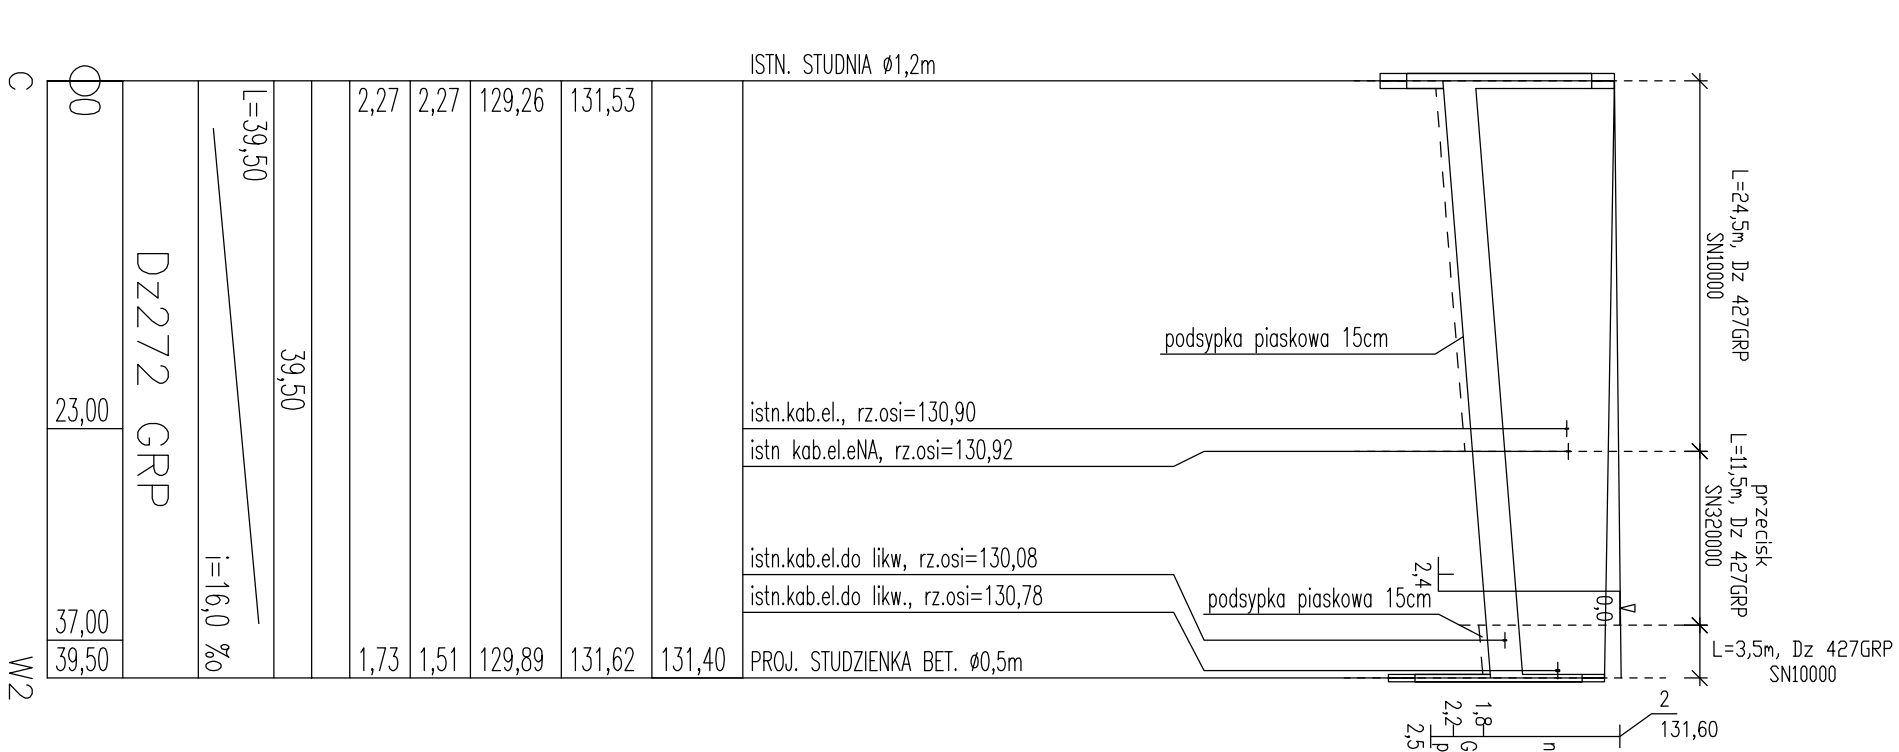 ISTN. STUDNIA ø1,2m
C
0
L=39,50
2,27
2,27
129,26
131,53
L=24,5m, Dz 427GRP
SN10000
podsypka piaskowa 15cm
Dz272 GRP
39,50
23,00
istn.kab.el., rz.osi=130,90
istn kab.el.eNA, rz.osi=130,92
przecisk
L=11,5m, Dz 427GRP
SN320000
istn.kab.el.do likw, rz.osi=130,08
istn.kab.el.do likw., rz.osi=130,78
podsypka piaskowa 15cm
2,4
0,0
i=16,0 ‰
37,00
39,50
W2
1,73
1,51
129,89
131,62
131,40
PROJ. STUDZIENKA BET. ø0,5m
L=3,5m, Dz 427GRP
SN10000
2
131,60
1,8
2,2
2,5
n
G
p